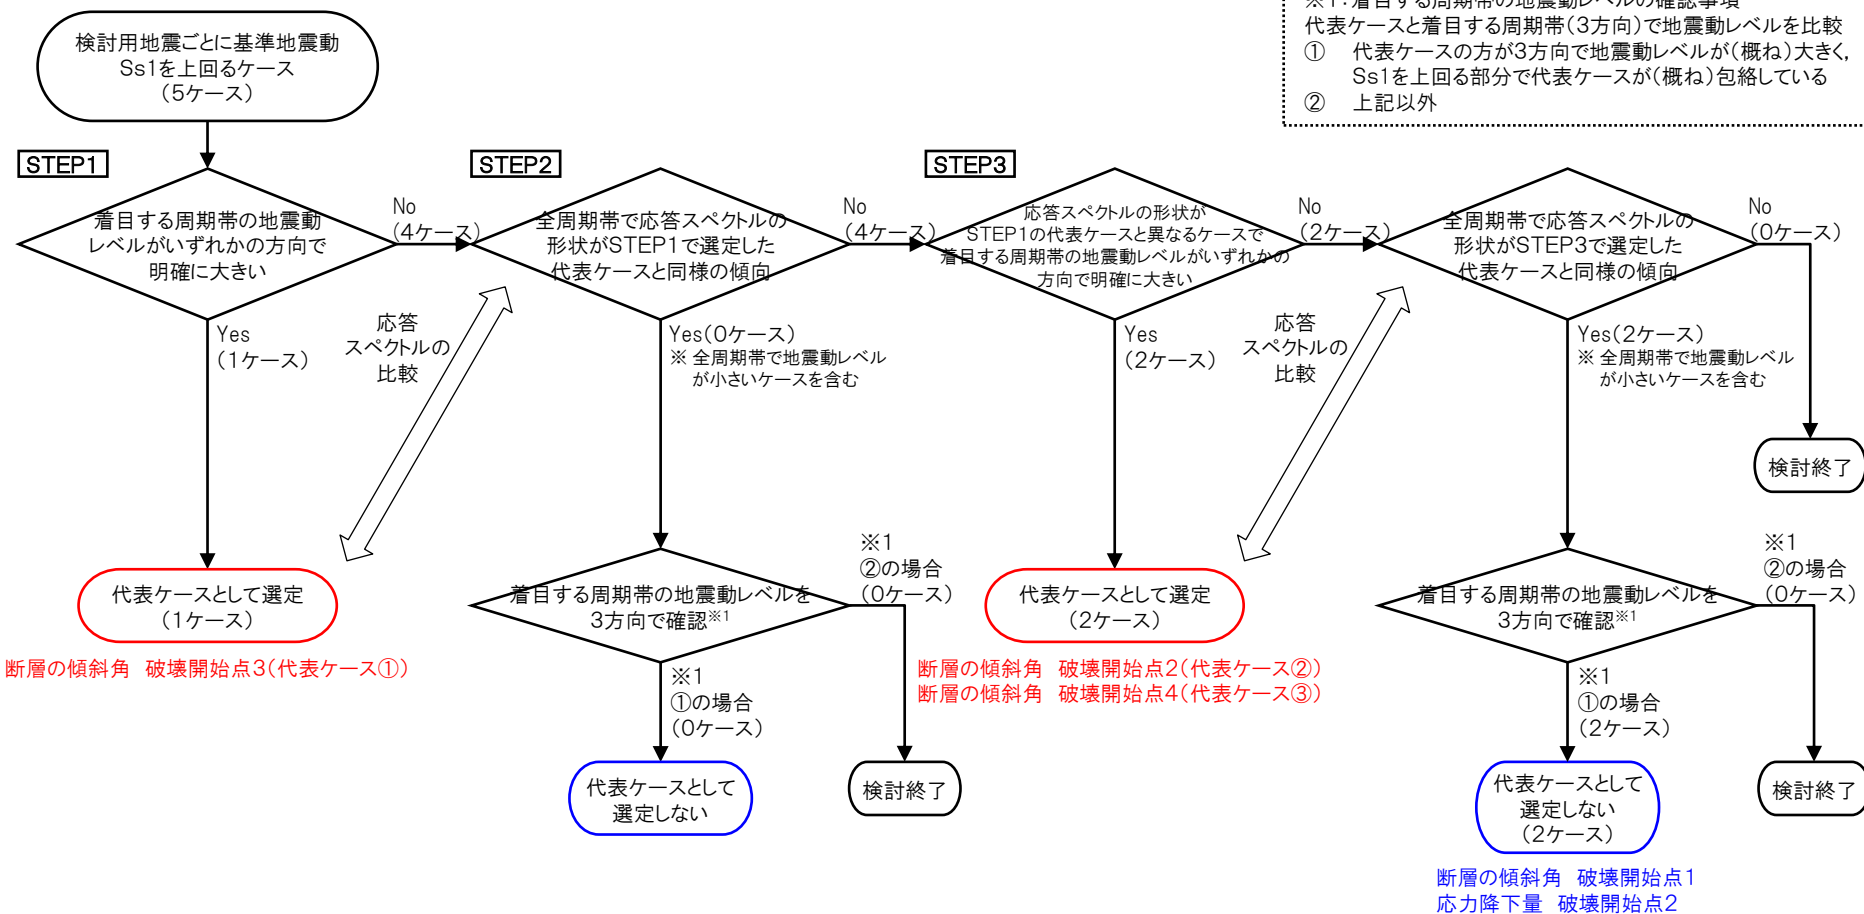 ※1：着目する周期帯の地震動レベルの確認事項
代表ケースと着目する周期帯(3方向)で地震動レベルを比較
① 代表ケースの方が3方向で地震動レベルが(概ね)大きく,
Ss1を上回る部分で代表ケースが(概ね)包絡している
② 上記以外
検討用地震ごとに基準地震動
Ss1を上回るケース
(5ケース)
STEP1
着目する周期帯の地震動
レベルがいずれかの方向で
明確に大きい
No
(4ケース)
Yes
(1ケース)
応答
スペクトルの
比較
代表ケースとして選定
(1ケース)
断層の傾斜角 破壊開始点3(代表ケース①)
STEP2
全周期帯で応答スペクトルの
形状がSTEP1で選定した
代表ケースと同様の傾向
No
(4ケース)
Yes(0ケース)
※ 全周期帯で地震動レベル
が小さいケースを含む
着目する周期帯の地震動レベルを
3方向で確認※1
※1
②の場合
(0ケース)
※1
①の場合
(0ケース)
代表ケースとして
選定しない
検討終了
STEP3
応答スペクトルの形状が
STEP1の代表ケースと異なるケースで
着目する周期帯の地震動レベルがいずれかの
方向で明確に大きい
No
(2ケース)
Yes
(2ケース)
応答
スペクトルの
比較
代表ケースとして選定
(2ケース)
断層の傾斜角 破壊開始点2(代表ケース②)
断層の傾斜角 破壊開始点4(代表ケース③)
全周期帯で応答スペクトルの
形状がSTEP3で選定した
代表ケースと同様の傾向
No
(0ケース)
Yes(2ケース)
※ 全周期帯で地震動レベル
が小さいケースを含む
検討終了
着目する周期帯の地震動レベルを
3方向で確認※1
※1
②の場合
(0ケース)
※1
①の場合
(2ケース)
代表ケースとして
選定しない
(2ケース)
検討終了
断層の傾斜角 破壊開始点1
応力降下量 破壊開始点2